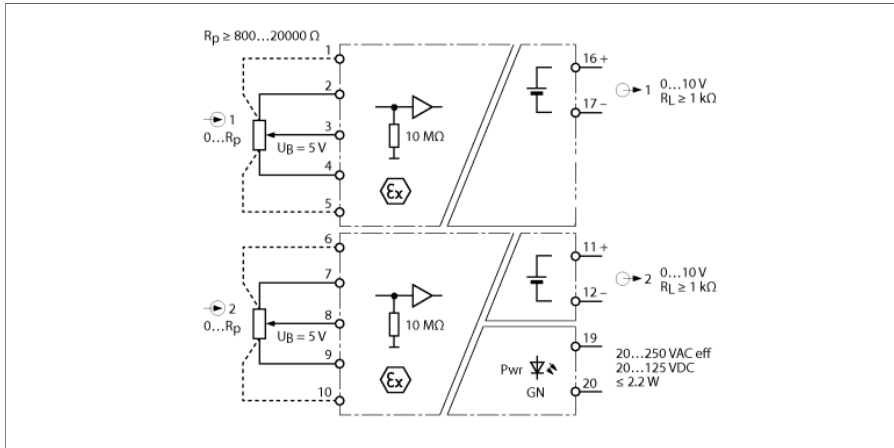 Rp ≥ 800...20000 Ω
1
2
3
4
5
1
0...Rp
UB = 5 V
10 MΩ
Ex
16 +
17 –
1 0...10 V
RL ≥ 1 kΩ
6
7
8
9
10
2
0...Rp
UB = 5 V
10 MΩ
Ex
11 +
12 –
2 0...10 V
RL ≥ 1 kΩ
19
20
Pwr
GN
20...250 VAC eff
20...125 VDC
≤ 2.2 W